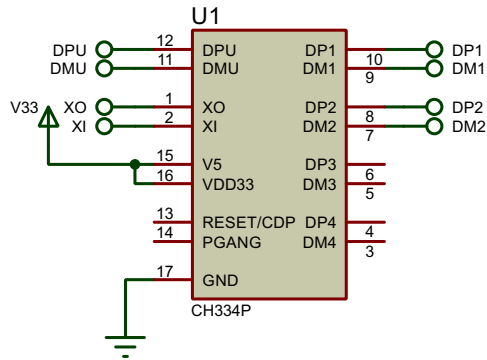 U1
DPU 12 DPU DP1 10 DP1
DMU 11 DMU DM1 9 DM1
XO 1 XO DP2 8 DP2
XI 2 XI DM2 7 DM2
V33
15 V5 DP3 6
16 VDD33 DM3 5
13 RESET/CDP DP4 4
14 PGANG DM4 3
17 GND
CH334P